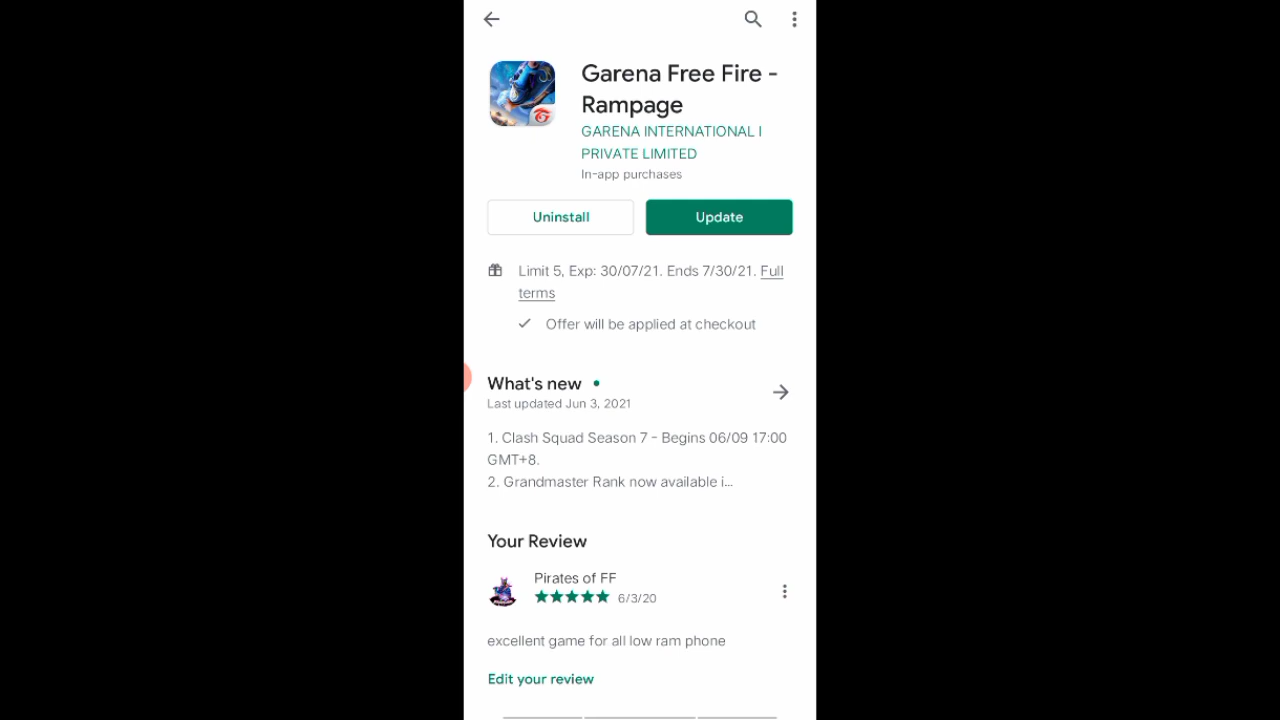 Garena Free Fire -
Rampage
GARENA INTERNATIONAL I
PRIVATE LIMITED
In-app purchases
Uninstall
Update
Limit 5, Exp: 30/07/21. Ends 7/30/21. Full
terms
Offer will be applied at checkout
What's new
Last updated Jun 3, 2021
1. Clash Squad Season 7 - Begins 06/09 17:00
GMT+8.
2. Grandmaster Rank now available i...
Your Review
Pirates of FF
6/3/20
excellent game for all low ram phone
Edit your review